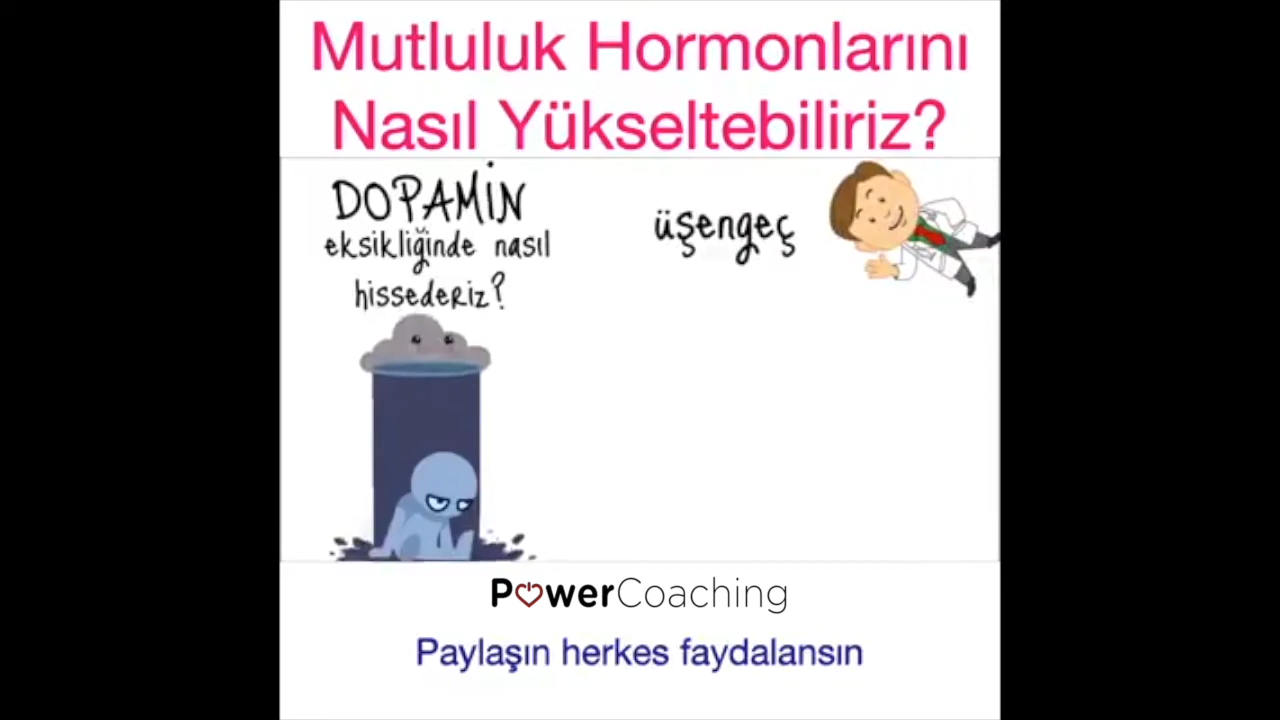 Mutluluk Hormonlarını
Nasıl Yükseltebiliriz?
DOPAMİN
eksikliğinde nasıl
hissederiz?
üşengeç
PowerCoaching
Paylaşın herkes faydalansın